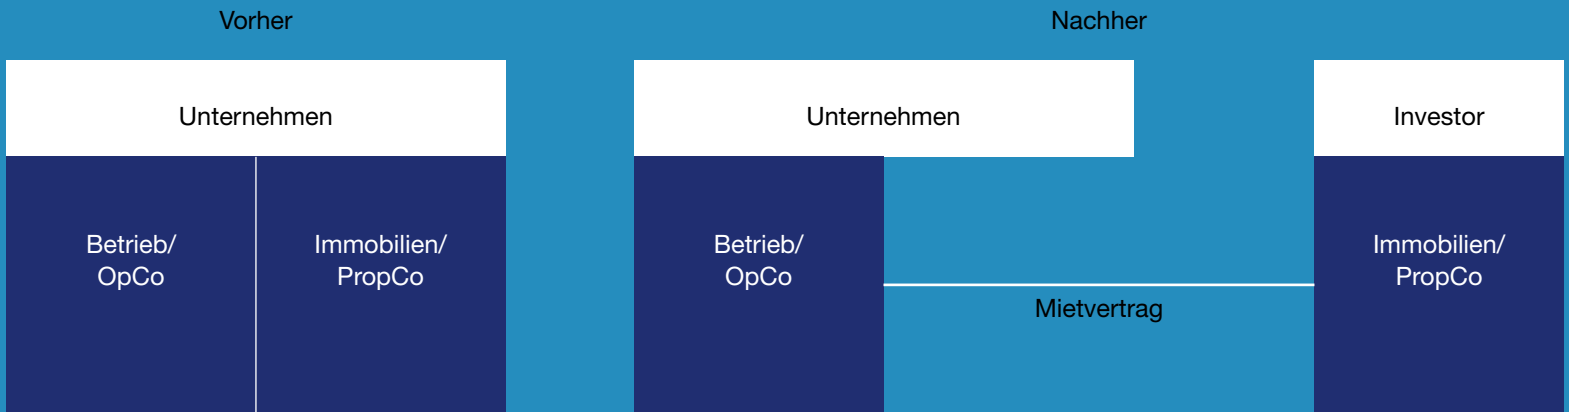 Vorher
Nachher
Unternehmen
Unternehmen
Investor
Betrieb/
OpCo
Immobilien/
PropCo
Betrieb/
OpCo
Mietvertrag
Immobilien/
PropCo